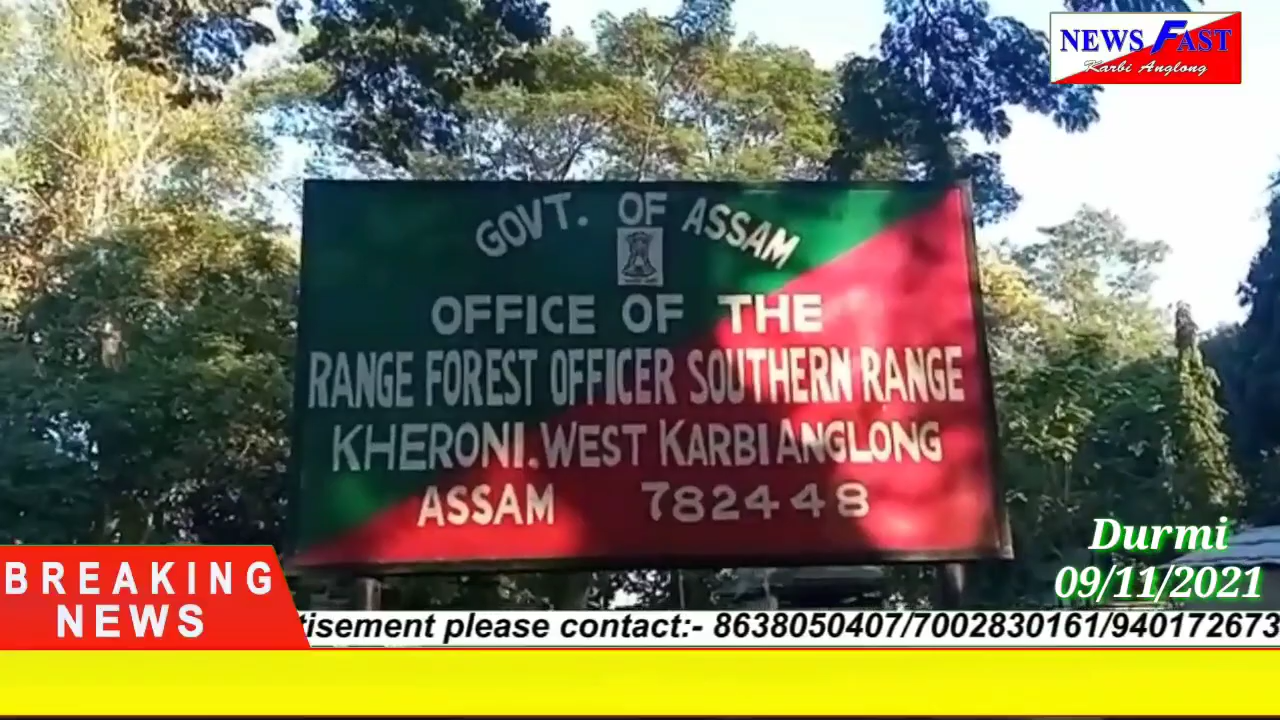 NEWS FAST
Karbi Anglong
GOVT. OF ASSAM
OFFICE OF THE
RANGE FOREST OFFICER SOUTHERN RANGE
KHERONI. WEST KARBI ANGLONG
ASSAM 782448
Durmi
09/11/2021
BREAKING
NEWS
tisement please contact:- 8638050407/7002830161/940172673